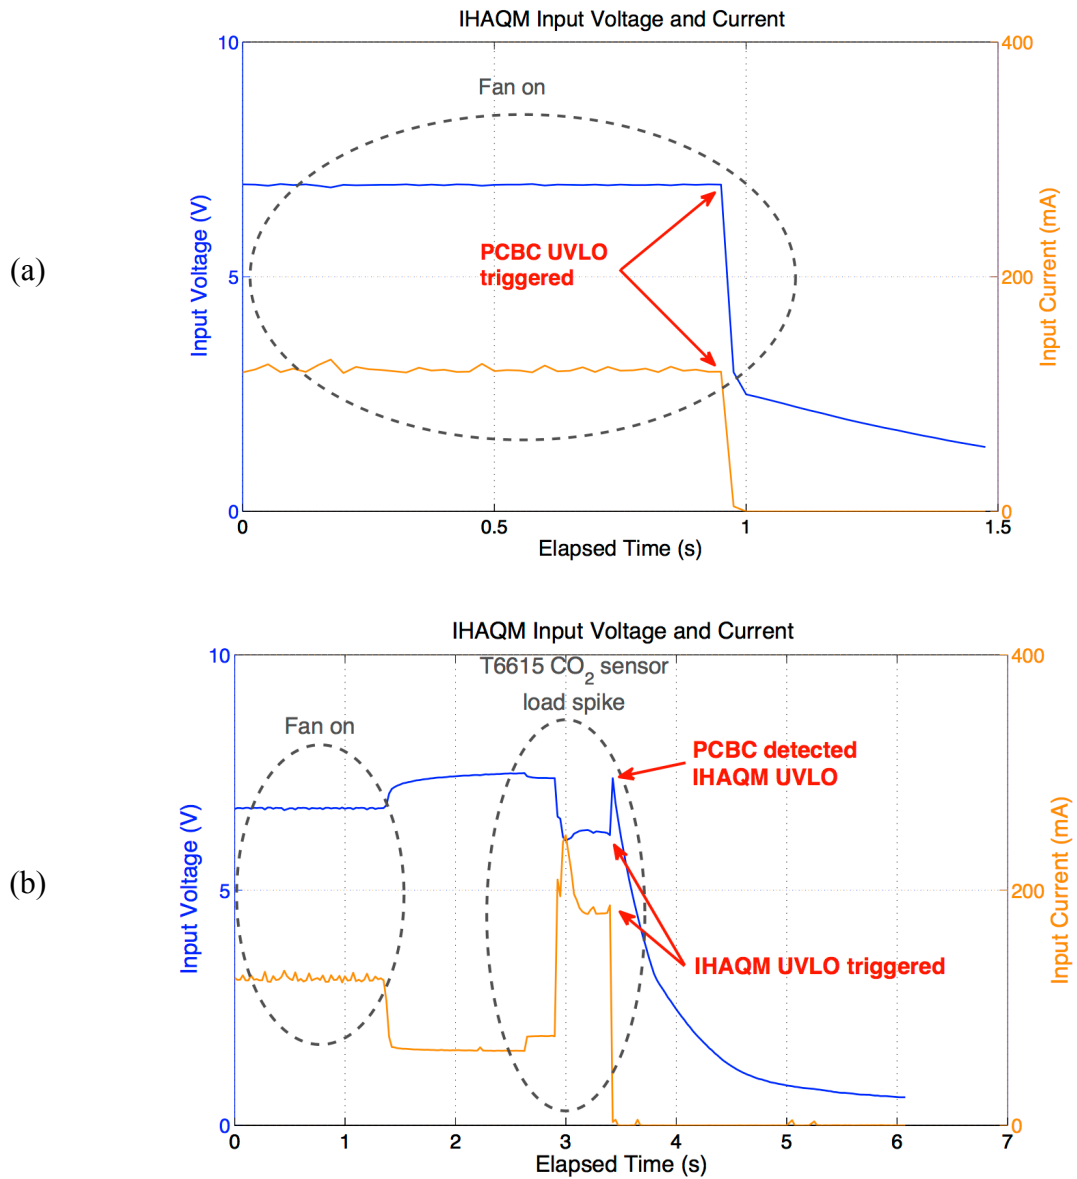 IHAQM Input Voltage and Current
10
400
Fan on
(a)
Input Voltage (V)
5
PCBC UVLO
triggered
200
Input Current (mA)
0
0
0
0.5
1
1.5
Elapsed Time (s)
IHAQM Input Voltage and Current
10
400
T6615 CO₂ sensor
load spike
Fan on
PCBC detected
IHAQM UVLO
(b)
Input Voltage (V)
5
200
Input Current (mA)
IHAQM UVLO triggered
0
0
0
1
2
3
4
5
6
7
Elapsed Time (s)